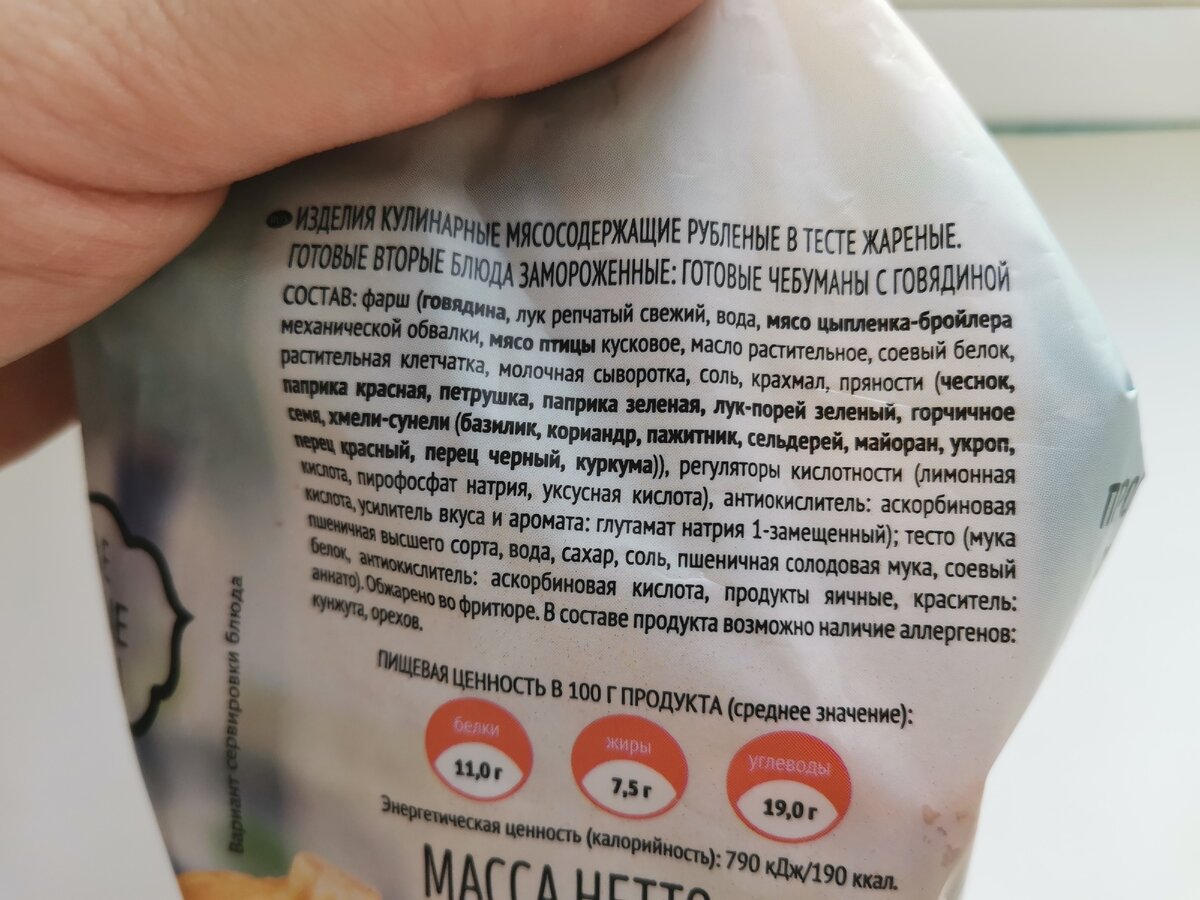 ИЗДЕЛИЯ КУЛИНАРНЫЕ МЯСОСОДЕРЖАЩИЕ РУБЛЕНЫЕ В ТЕСТЕ ЖАРЕНЫЕ.
ГОТОВЫЕ ВТОРЫЕ БЛЮДА ЗАМОРОЖЕННЫЕ: ГОТОВЫЕ ЧЕБУМАНЫ С ГОВЯДИНОЙ
СОСТАВ: фарш (говядина, лук репчатый свежий, вода, мясо цыпленка-бройлера
механической обвалки, мясо птицы кусковое, масло растительное, соевый белок,
растительная клетчатка, молочная сыворотка, соль, крахмал, пряности (чеснок,
паприка красная, петрушка, паприка зеленая, лук-порей зеленый, горчичное
семя, хмели-сунели (базилик, кориандр, пажитник, сельдерей, майоран, укроп,
перец красный, перец черный, куркума)), регуляторы кислотности (лимонная
кислота, пирофосфат натрия, уксусная кислота), антиокислитель: аскорбиновая
кислота, усилитель вкуса и аромата: глутамат натрия 1-замещенный); тесто (мука
пшеничная высшего сорта, вода, сахар, соль, пшеничная солодовая мука, соевый
белок, антиокислитель: аскорбиновая кислота, продукты яичные, краситель:
аннато). Обжарено во фритюре. В составе продукта возможно наличие аллергенов:
кунжута, орехов.
ПИЩЕВАЯ ЦЕННОСТЬ В 100 Г ПРОДУКТА (среднее значение):
белки
11,0 г
жиры
7,5 г
углеводы
19,0 г
Энергетическая ценность (калорийность): 790 кДж/190 ккал.
МАССА НЕТТО
Вариант сервировки блюда